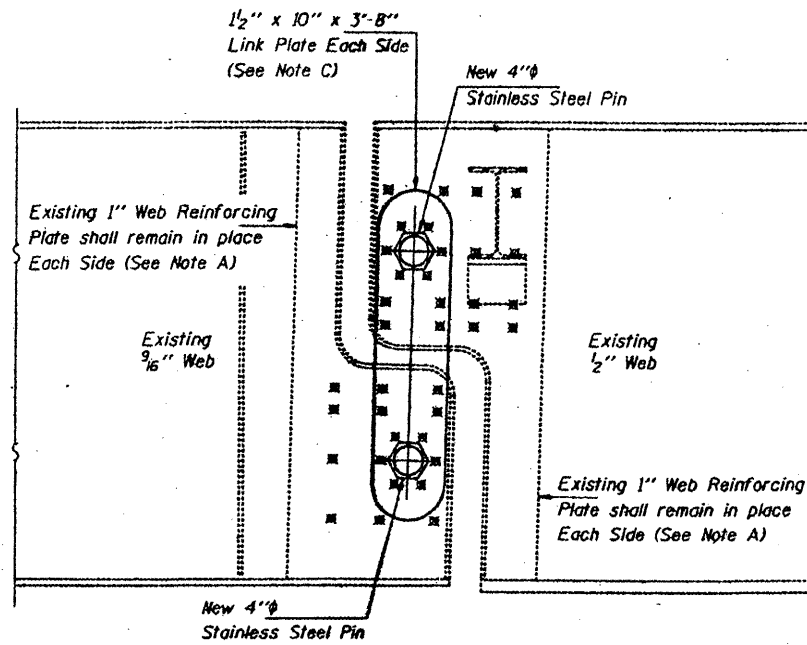 1½" x 10" x 3'-8"
Link Plate Each Side
(See Note C)
New 4"ϕ
Stainless Steel Pin
Existing 1" Web Reinforcing
Plate shall remain in place
Each Side (See Note A)
Existing
9/16" Web
Existing
½" Web
Existing 1" Web Reinforcing
Plate shall remain in place
Each Side (See Note A)
New 4"ϕ
Stainless Steel Pin